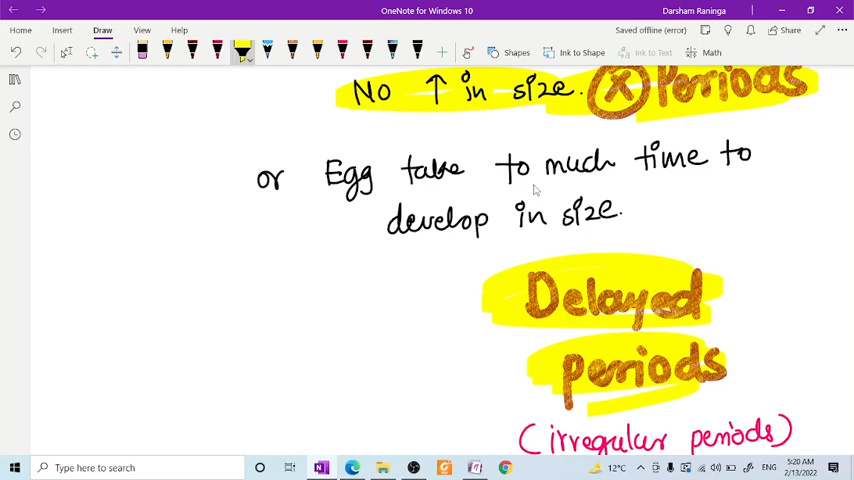 OneNote for Windows 10
Darsham Raninga
Home Insert Draw View Help
Saved offline (error) Share
Shapes Ink to Shape Ink to Text Math
No ↑ in size. (X) Periods
or Egg take to much time to
develop in size.
Delayed
periods
(irregular periods)
Type here to search
12°C ENG 5:20 AM
2/13/2022